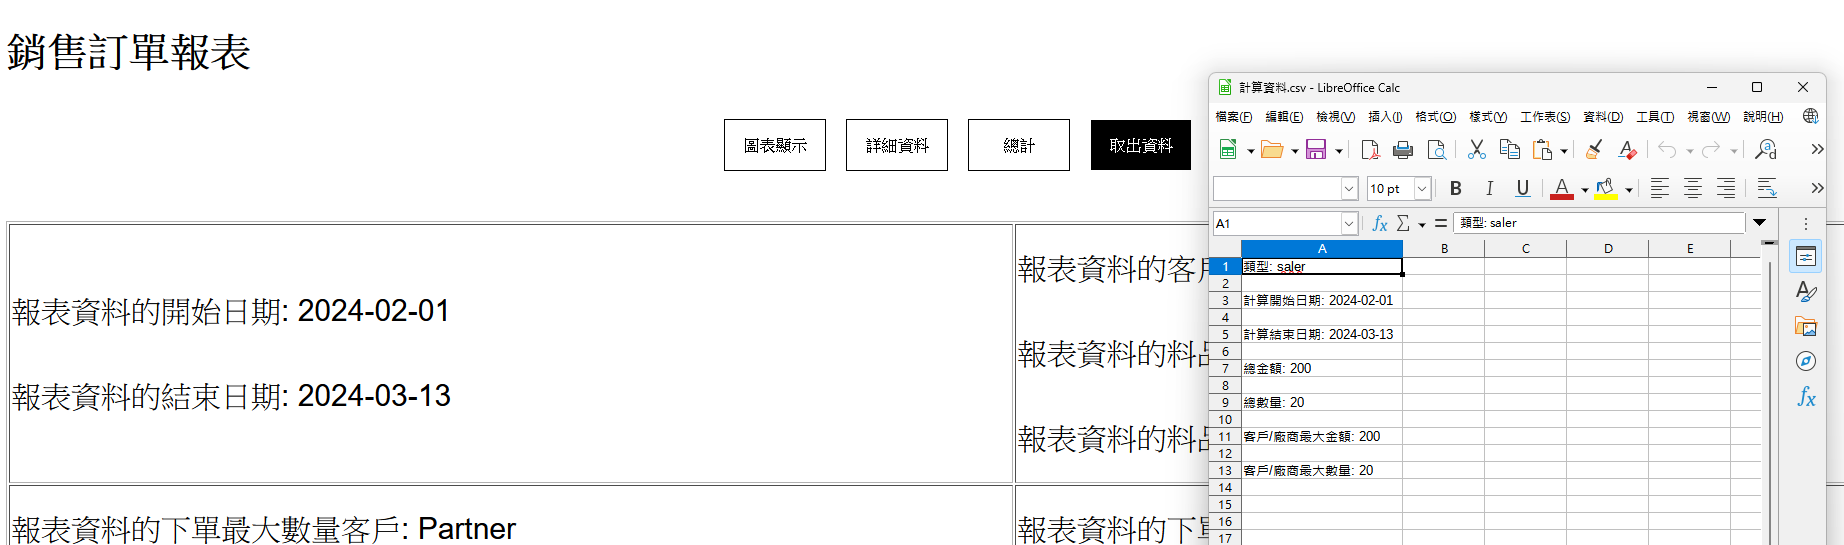 銷售訂單報表
圖表顯示
詳細資料
總計
取出資料
報表資料的開始日期: 2024-02-01
報表資料的結束日期: 2024-03-13
報表資料的客戶
報表資料的料品
報表資料的料品
報表資料的下單最大數量客戶: Partner
報表資料的下單
計算資料.csv - LibreOffice Calc
檔案(F) 編輯(E) 檢視(V) 插入(I) 格式(O) 樣式(Y) 工作表(S) 資料(D) 工具(T) 視窗(W) 說明(H)
10 pt B I U A
A1 fx Σ = 類型: saler
A B C D E
1 類型: saler
2
3 計算開始日期: 2024-02-01
4
5 計算結束日期: 2024-03-13
6
7 總金額: 200
8
9 總數量: 20
10
11 客戶/廠商最大金額: 200
12
13 客戶/廠商最大數量: 20
14
15
16
17